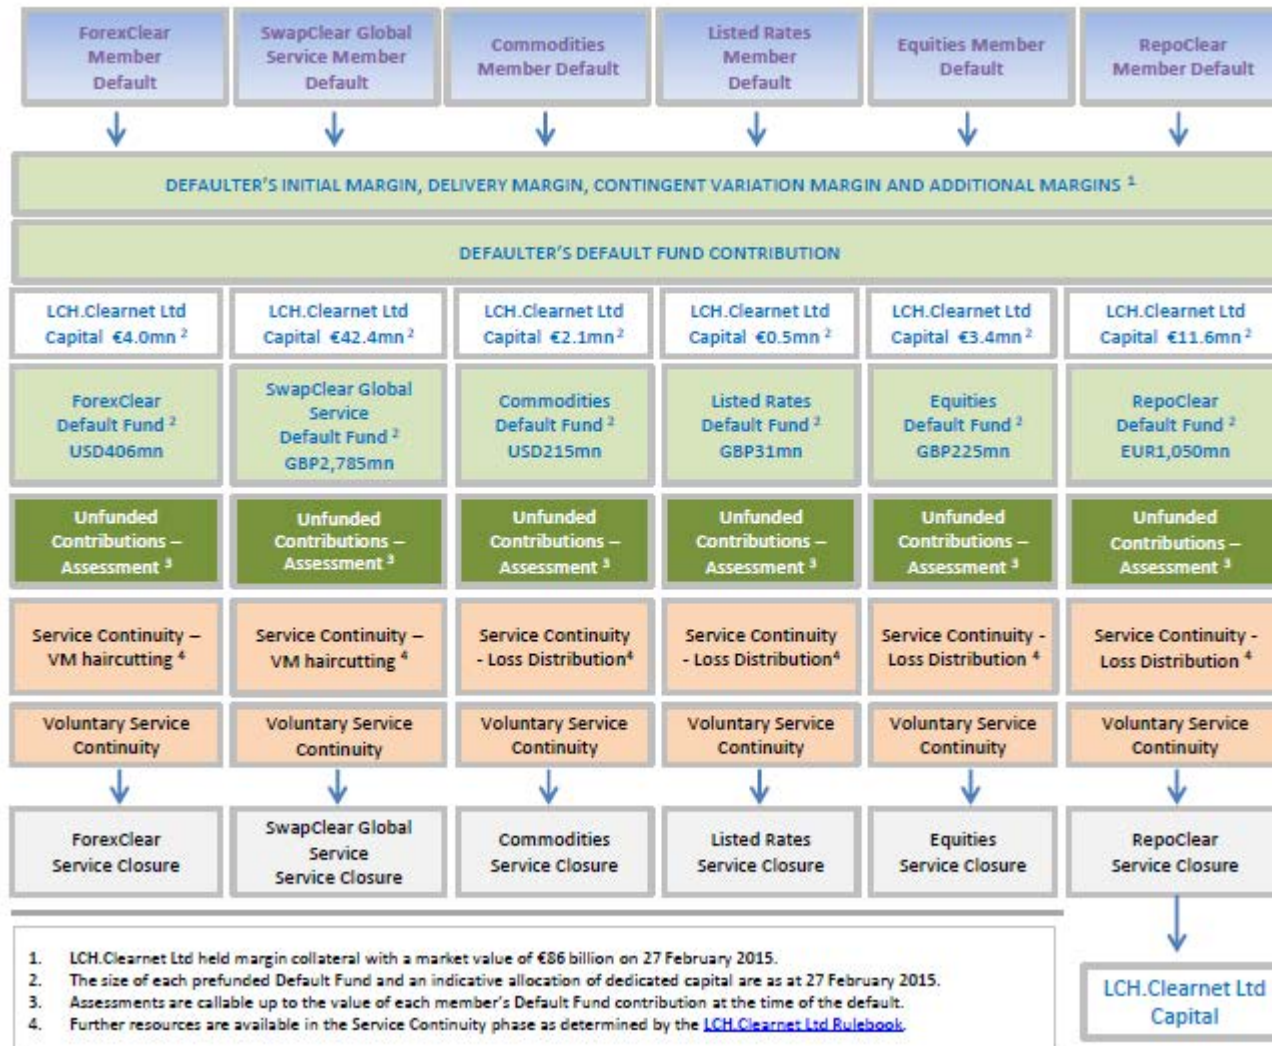 ForexClear
Member
Default
SwapClear Global
Service Member
Default
Commodities
Member Default
Listed Rates
Member
Default
Equities Member
Default
RepoClear
Member Default
DEFAULTER'S INITIAL MARGIN, DELIVERY MARGIN, CONTINGENT VARIATION MARGIN AND ADDITIONAL MARGINS 1
DEFAULTER'S DEFAULT FUND CONTRIBUTION
LCH.Clearnet Ltd
Capital €4.0mn 2
LCH.Clearnet Ltd
Capital €42.4mn 2
LCH.Clearnet Ltd
Capital €2.1mn 2
LCH.Clearnet Ltd
Capital €0.5mn 2
LCH.Clearnet Ltd
Capital €3.4mn 2
LCH.Clearnet Ltd
Capital €11.6mn 2
ForexClear
Default Fund 2
USD406mn
SwapClear Global
Service
Default Fund 2
GBP2,785mn
Commodities
Default Fund 2
USD215mn
Listed Rates
Default Fund 2
GBP31mn
Equities
Default Fund 2
GBP225mn
RepoClear
Default Fund 2
EUR1,050mn
Unfunded
Contributions –
Assessment 3
Unfunded
Contributions –
Assessment 3
Unfunded
Contributions –
Assessment 3
Unfunded
Contributions –
Assessment 3
Unfunded
Contributions –
Assessment 3
Unfunded
Contributions –
Assessment 3
Service Continuity –
VM haircutting 4
Service Continuity –
VM haircutting 4
Service Continuity
- Loss Distribution4
Service Continuity
- Loss Distribution4
Service Continuity -
Loss Distribution 4
Service Continuity -
Loss Distribution 4
Voluntary Service
Continuity
Voluntary Service
Continuity
Voluntary Service
Continuity
Voluntary Service
Continuity
Voluntary Service
Continuity
Voluntary Service
Continuity
ForexClear
Service Closure
SwapClear Global
Service
Service Closure
Commodities
Service Closure
Listed Rates
Service Closure
Equities
Service Closure
RepoClear
Service Closure
1. LCH.Clearnet Ltd held margin collateral with a market value of €86 billion on 27 February 2015.
2. The size of each prefunded Default Fund and an indicative allocation of dedicated capital are as at 27 February 2015.
3. Assessments are callable up to the value of each member's Default Fund contribution at the time of the default.
4. Further resources are available in the Service Continuity phase as determined by the LCH.Clearnet Ltd Rulebook.
LCH.Clearnet Ltd
Capital